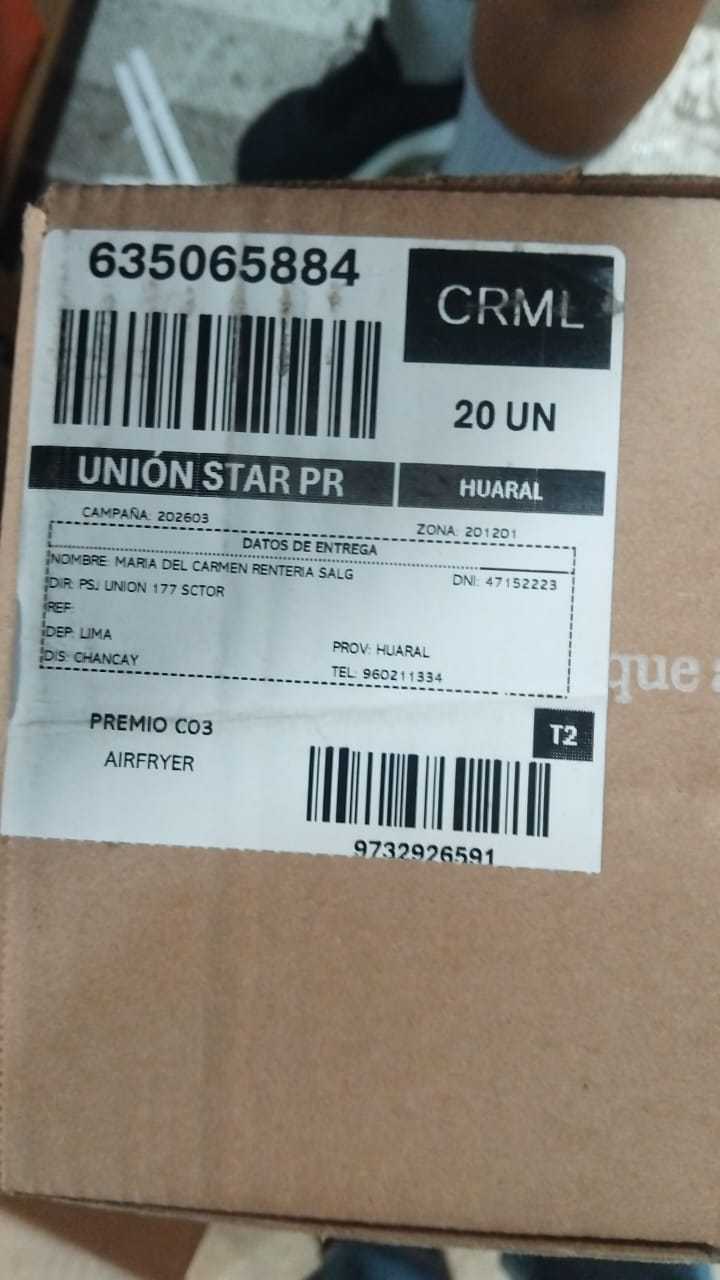 635065884
CRML
20 UN
UNIÓN STAR PR
HUARAL
CAMPAÑA: 202603
ZONA: 201201
DATOS DE ENTREGA
NOMBRE: MARIA DEL CARMEN RENTERIA SALG
DNI: 47152223
DIR: PSJ UNION 177 SCTOR
REF:
DEP: LIMA
PROV: HUARAL
DIS: CHANCAY
TEL: 960211334
que a
PREMIO C03
T2
AIRFRYER
9732926591